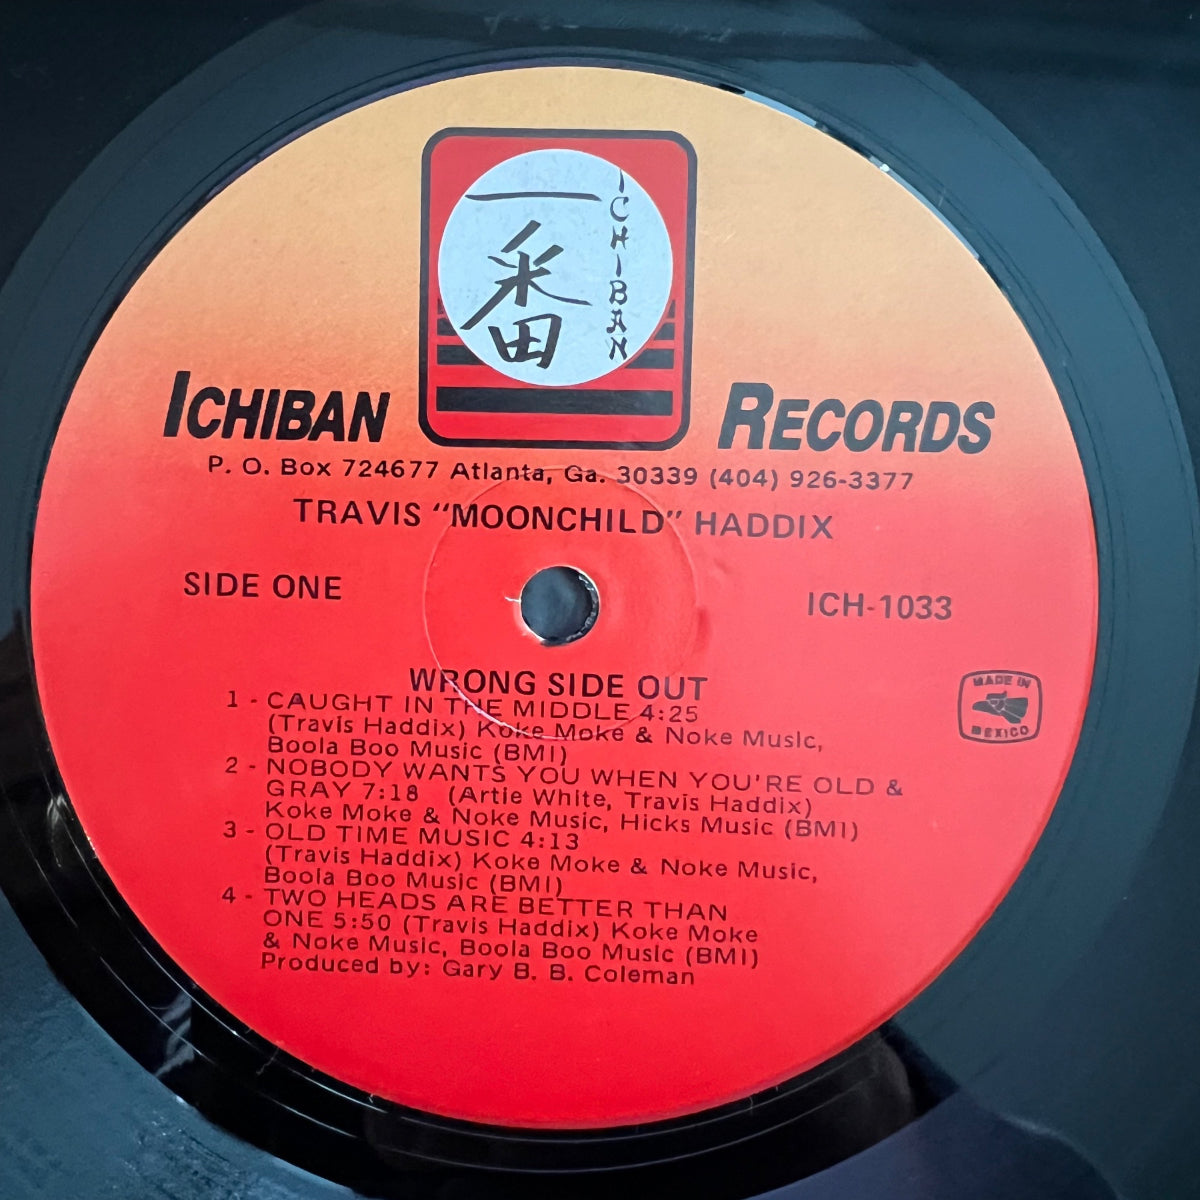 一番
ICHIBAN
ICHIBAN RECORDS
P. O. Box 724677 Atlanta, Ga. 30339 (404) 926-3377
TRAVIS "MOONCHILD" HADDIX
SIDE ONE
ICH-1033
WRONG SIDE OUT
1 - CAUGHT IN THE MIDDLE 4:25
(Travis Haddix) Koke Moke & Noke Music,
Boola Boo Music (BMI)
2 - NOBODY WANTS YOU WHEN YOU'RE OLD &
GRAY 7:18 (Artie White, Travis Haddix)
Koke Moke & Noke Music, Hicks Music (BMI)
3 - OLD TIME MUSIC 4:13
(Travis Haddix) Koke Moke & Noke Music,
Boola Boo Music (BMI)
4 - TWO HEADS ARE BETTER THAN
ONE 5:50 (Travis Haddix) Koke Moke
& Noke Music, Boola Boo Music (BMI)
Produced by: Gary B. B. Coleman
MADE IN
MEXICO